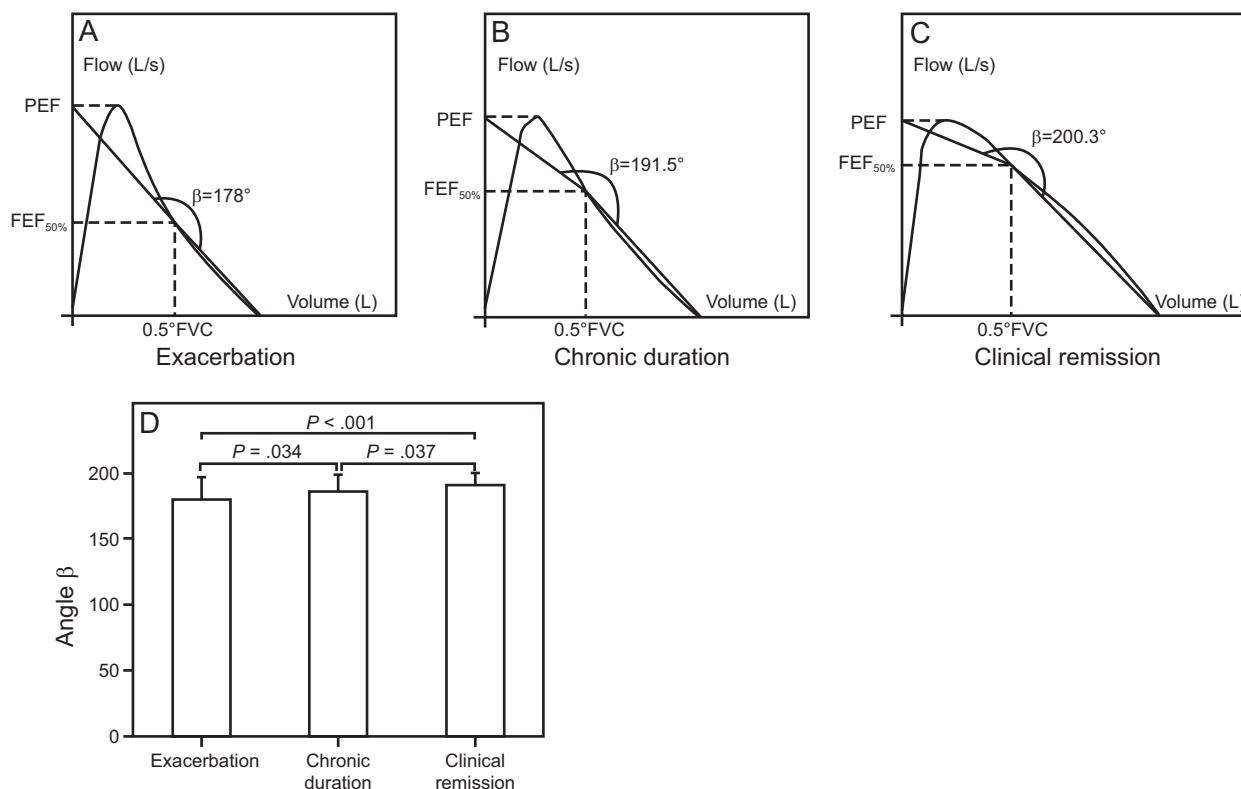 A
Flow (L/s)
PEF
β=178°
FEF50%
Volume (L)
0.5°FVC
Exacerbation
B
Flow (L/s)
PEF
β=191.5°
FEF50%
Volume (L)
0.5°FVC
Chronic duration
C
Flow (L/s)
PEF
β=200.3°
FEF50%
Volume (L)
0.5°FVC
Clinical remission
D
P < .001
P = .034
P = .037
200
150
100
50
0
Angle β
Exacerbation
Chronic
duration
Clinical
remission